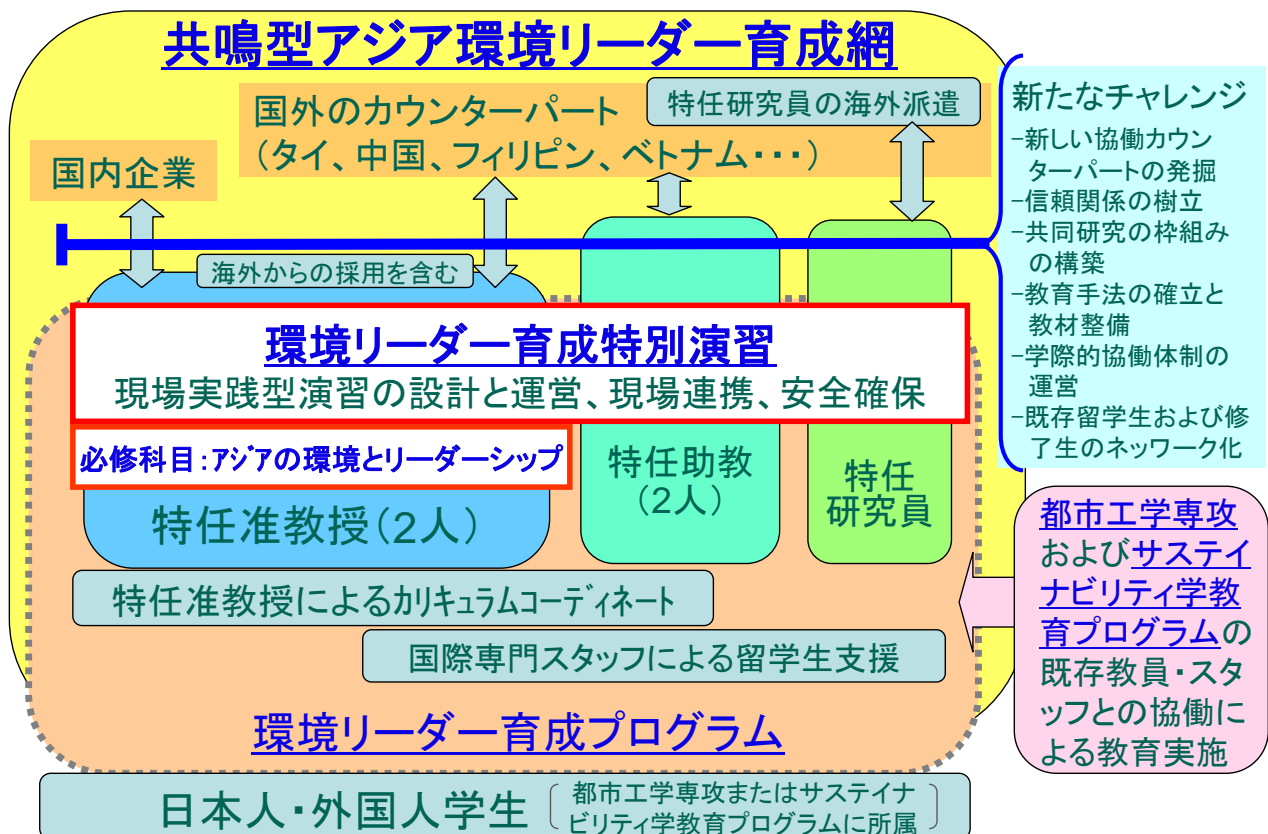 共鳴型アジア環境リーダー育成網
国外のカウンターパート
（タイ、中国、フィリピン、ベトナム・・・）
特任研究員の海外派遣
国内企業
新たなチャレンジ
-新しい協働カウン
ターパートの発掘
-信頼関係の樹立
-共同研究の枠組み
の構築
-教育手法の確立と
教材整備
-学際的協働体制の
運営
-既存留学生および修
了生のネッワーク化
海外からの採用を含む
環境リーダー育成特別演習
現場実践型演習の設計と運営、現場連携、安全確保
必修科目：アジアの環境とリーダーシップ
特任准教授（2人）
特任助教
（2人）
特任
研究員
特任准教授によるカリキュラムコーディネート
国際専門スタッフによる留学生支援
環境リーダー育成プログラム
都市工学専攻
およびサステイ
ナビリティ学教
育プログラムの
既存教員・スタ
ッフとの協働に
よる教育実施
日本人・外国人学生
都市工学専攻またはサステイナ
ビリティ学教育プログラムに所属